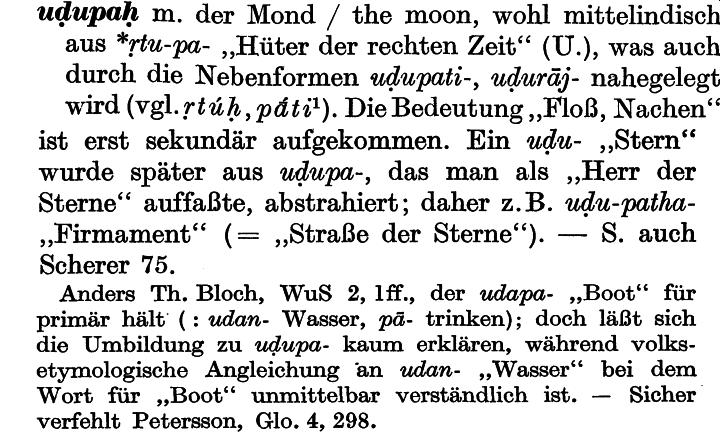 uḍupaḥ m. der Mond / the moon, wohl mittelindisch
aus *ṛtu-pa- „Hüter der rechten Zeit“ (U.), was auch
durch die Nebenformen uḍupati-, uḍurāj- nahegelegt
wird (vgl. ṛtúḥ, pā́ti¹). Die Bedeutung „Floß, Nachen“
ist erst sekundär aufgekommen. Ein uḍu- „Stern“
wurde später aus uḍupa-, das man als „Herr der
Sterne“ auffaßte, abstrahiert; daher z.B. uḍu-patha-
„Firmament“ (= „Straße der Sterne“). — S. auch
Scherer 75.
Anders Th. Bloch, WuS 2, 1ff., der udapa- „Boot“ für
primär hält (: udan- Wasser, pā- trinken); doch läßt sich
die Umbildung zu uḍupa- kaum erklären, während volks-
etymologische Angleichung an udan- „Wasser“ bei dem
Wort für „Boot“ unmittelbar verständlich ist. — Sicher
verfehlt Petersson, Glo. 4, 298.